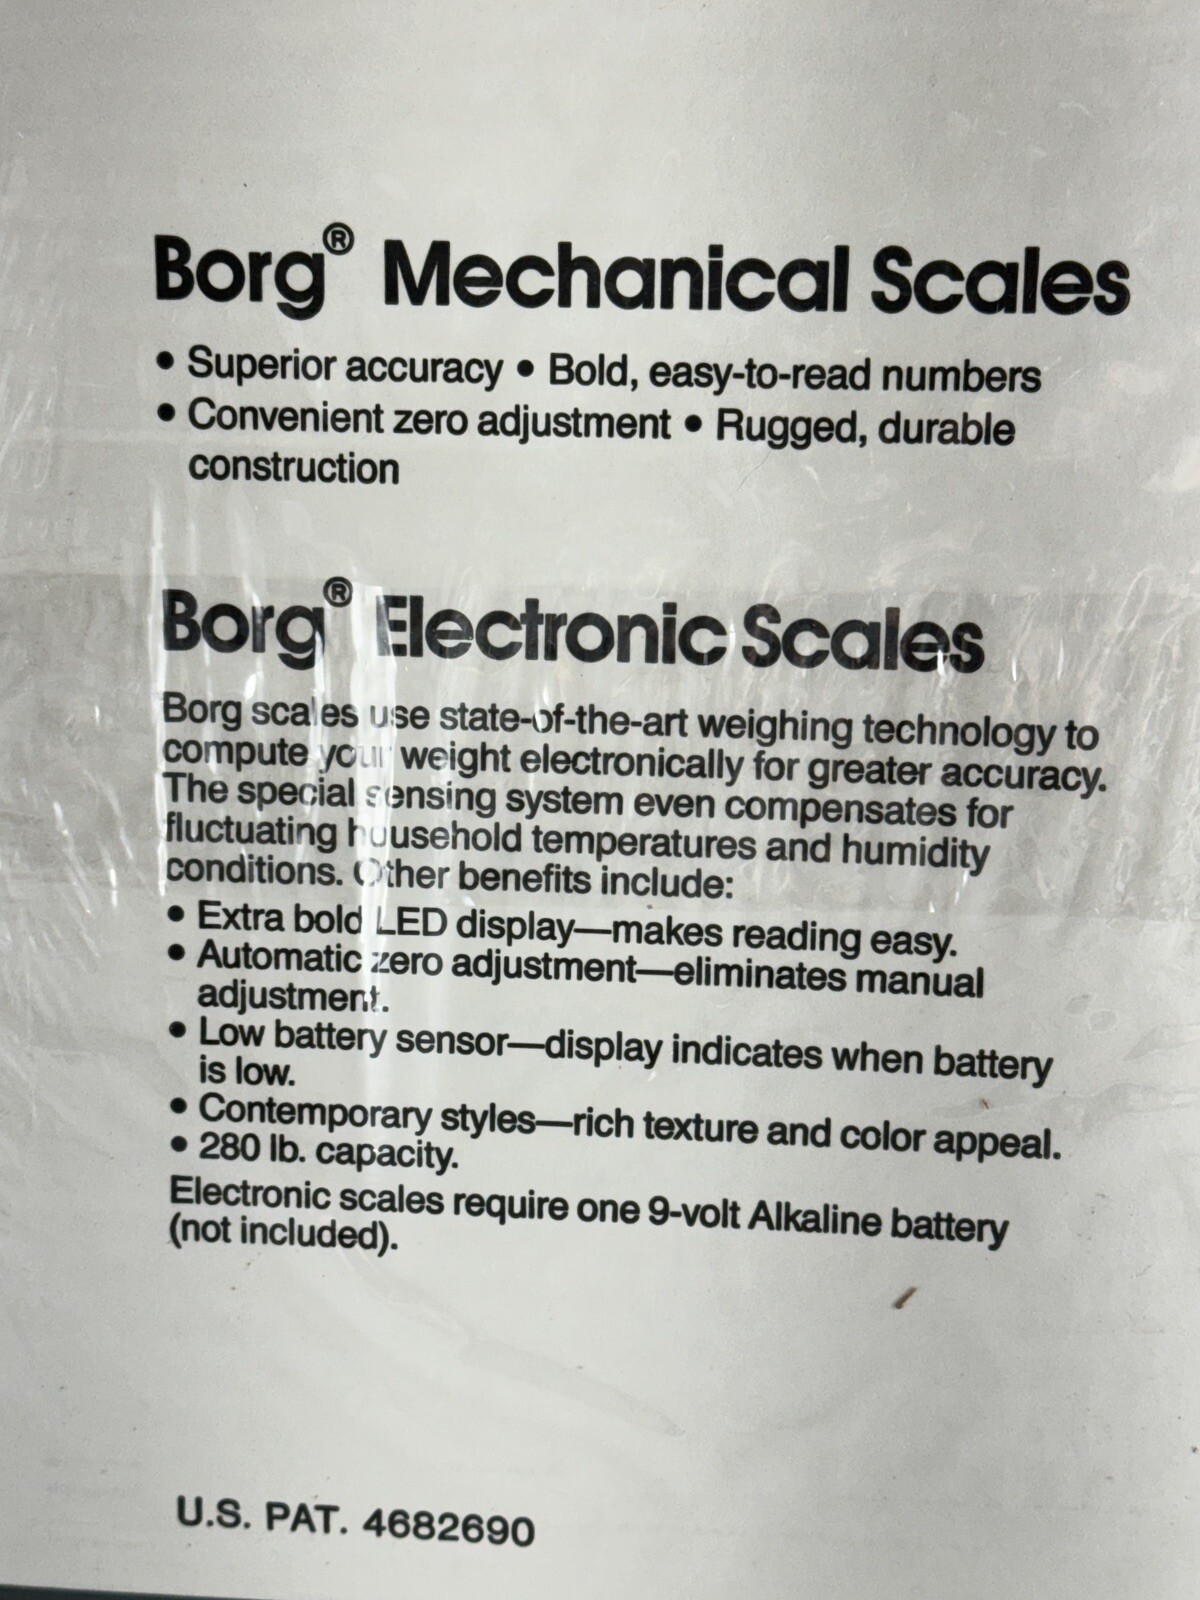 Borg® Mechanical Scales
• Superior accuracy • Bold, easy-to-read numbers
• Convenient zero adjustment • Rugged, durable
construction
Borg® Electronic Scales
Borg scales use state-of-the-art weighing technology to
compute your weight electronically for greater accuracy.
The special sensing system even compensates for
fluctuating household temperatures and humidity
conditions. Other benefits include:
• Extra bold LED display—makes reading easy.
• Automatic zero adjustment—eliminates manual
adjustment.
• Low battery sensor—display indicates when battery
is low.
• Contemporary styles—rich texture and color appeal.
• 280 lb. capacity.
Electronic scales require one 9-volt Alkaline battery
(not included).
U.S. PAT. 4682690